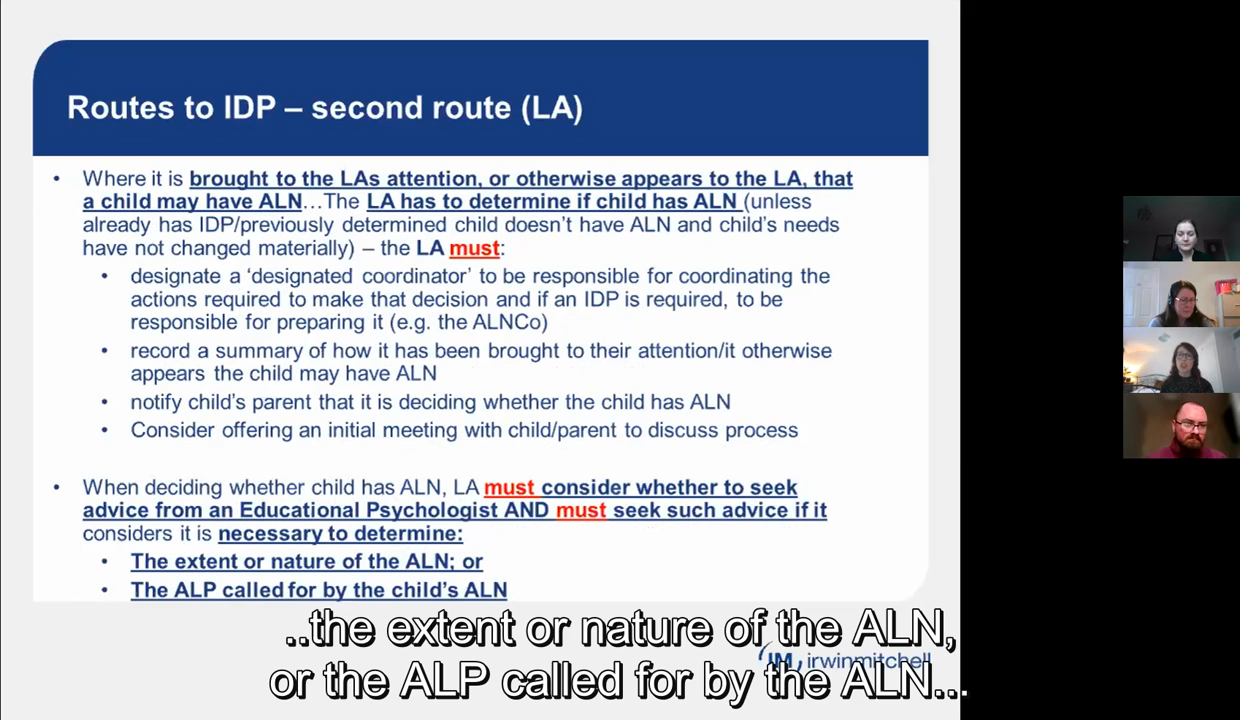 Routes to IDP – second route (LA)
• Where it is brought to the LAs attention, or otherwise appears to the LA, that
a child may have ALN…The LA has to determine if child has ALN (unless
already has IDP/previously determined child doesn't have ALN and child's needs
have not changed materially) – the LA must:
• designate a 'designated coordinator' to be responsible for coordinating the
actions required to make that decision and if an IDP is required, to be
responsible for preparing it (e.g. the ALNCo)
• record a summary of how it has been brought to their attention/it otherwise
appears the child may have ALN
• notify child's parent that it is deciding whether the child has ALN
• Consider offering an initial meeting with child/parent to discuss process
• When deciding whether child has ALN, LA must consider whether to seek
advice from an Educational Psychologist AND must seek such advice if it
considers it is necessary to determine:
• The extent or nature of the ALN; or
• The ALP called for by the child's ALN
..the extent or nature of the ALN,
IM irwinmitchell
or the ALP called for by the ALN...